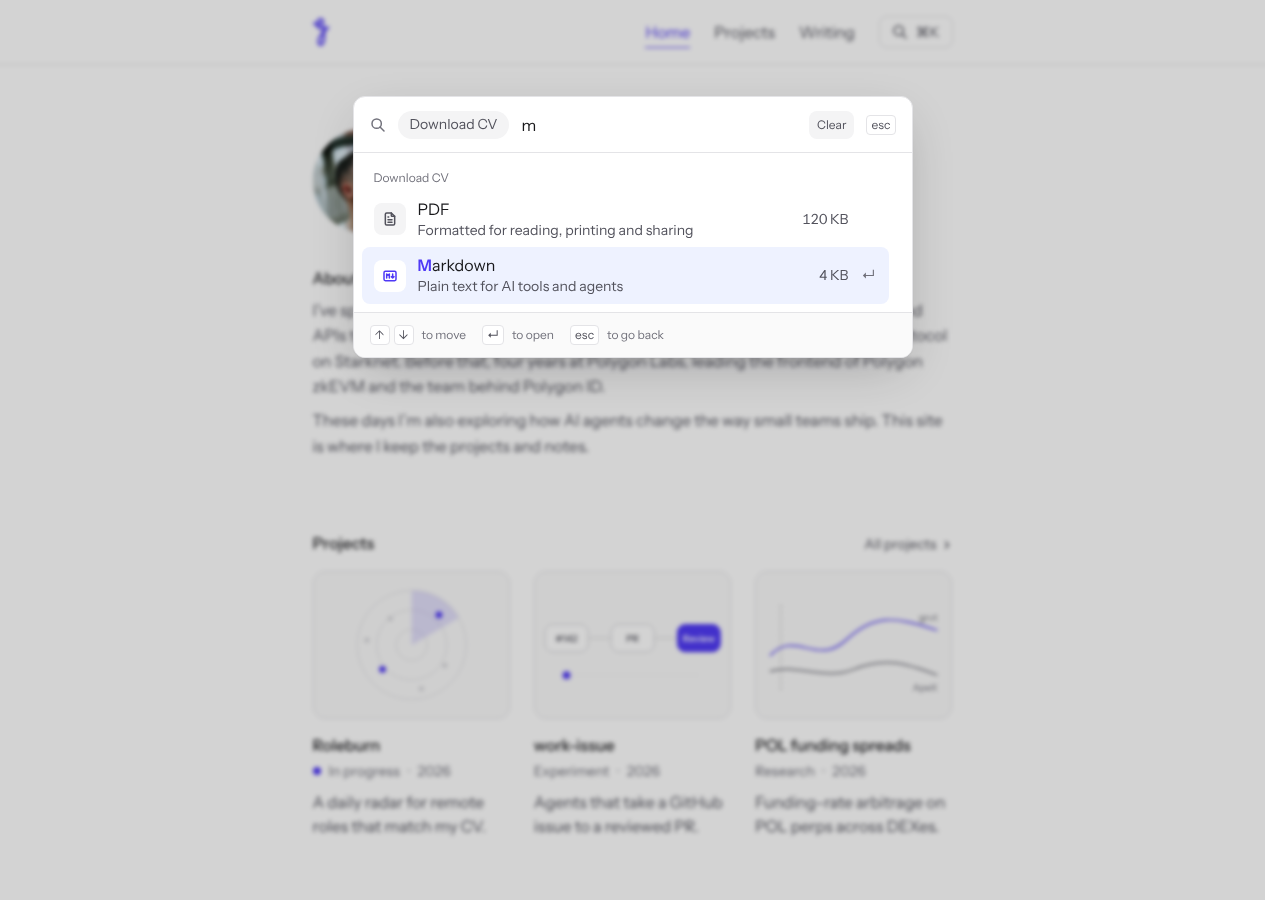 Home Projects Writing ⌘K
Download CV m Clear esc
Download CV
PDF
Formatted for reading, printing and sharing
120 KB
Markdown
Plain text for AI tools and agents
4 KB
to move to open esc to go back
on Starknet. Before that, four years at Polygon Labs, leading the frontend of Polygon
zkEVM and the team behind Polygon ID.
These days I'm also exploring how AI agents change the way small teams ship. This site
is where I keep the projects and notes.
Projects
All projects
PR
Review
Roleburn
In progress · 2026
A daily radar for remote
roles that match my CV.
work-issue
Experiment · 2026
Agents that take a GitHub
issue to a reviewed PR.
POL funding spreads
Research · 2026
Funding-rate arbitrage on
POL perps across DEXes.